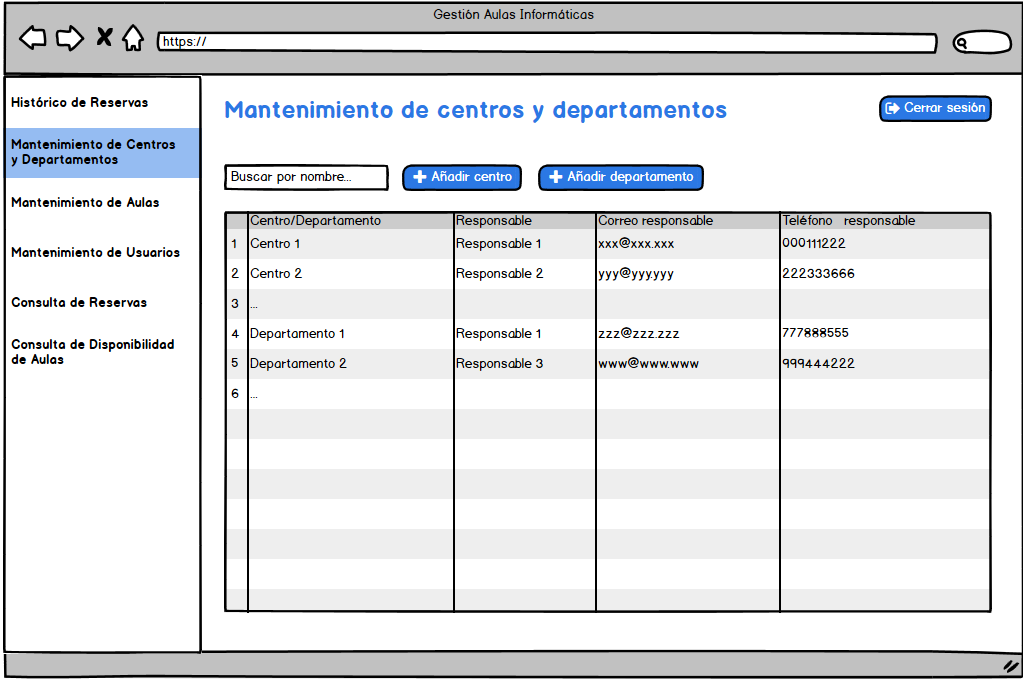 Gestión Aulas Informáticas
https://
Histórico de Reservas
Mantenimiento de Centros
y Departamentos
Mantenimiento de Aulas
Mantenimiento de Usuarios
Consulta de Reservas
Consulta de Disponibilidad
de Aulas
Mantenimiento de centros y departamentos
Cerrar sesión
Buscar por nombre...
Añadir centro
Añadir departamento
Centro/Departamento Responsable Correo responsable Teléfono responsable
1 Centro 1 Responsable 1 xxx@xxx.xxx 000111222
2 Centro 2 Responsable 2 yyy@yyy.yyy 222333666
3 ...
4 Departamento 1 Responsable 1 zzz@zzz.zzz 777888555
5 Departamento 2 Responsable 3 www@www.www 999444222
6 ...